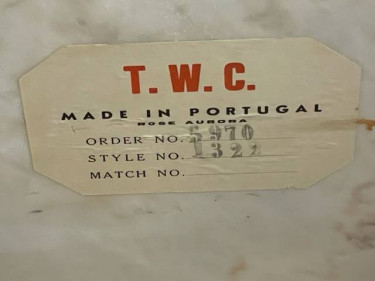 T. W. C.
MADE IN PORTUGAL
ROSE AURORA
ORDER NO. 5970
STYLE NO. 1322
MATCH NO.